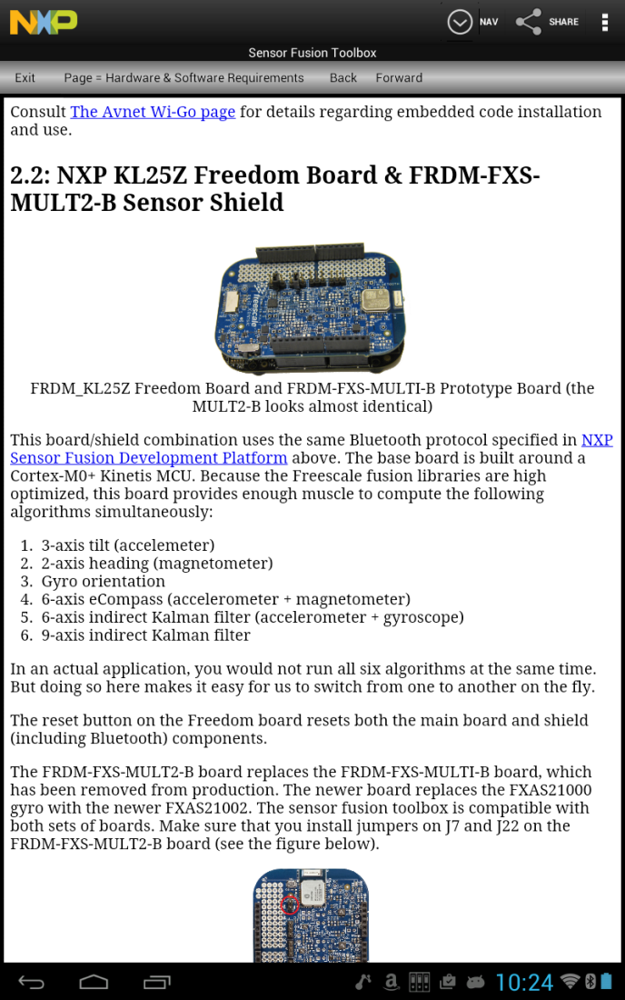 NXP
NAV
SHARE
Sensor Fusion Toolbox
Exit Page = Hardware & Software Requirements Back Forward
Consult The Avnet Wi-Go page for details regarding embedded code installation
and use.
2.2: NXP KL25Z Freedom Board & FRDM-FXS-
MULT2-B Sensor Shield
freescale
FRDM_KL25Z Freedom Board and FRDM-FXS-MULTI-B Prototype Board (the
MULT2-B looks almost identical)
This board/shield combination uses the same Bluetooth protocol specified in NXP
Sensor Fusion Development Platform above. The base board is built around a
Cortex-M0+ Kinetis MCU. Because the Freescale fusion libraries are high
optimized, this board provides enough muscle to compute the following
algorithms simultaneously:
1. 3-axis tilt (accelemeter)
2. 2-axis heading (magnetometer)
3. Gyro orientation
4. 6-axis eCompass (accelerometer + magnetometer)
5. 6-axis indirect Kalman filter (accelerometer + gyroscope)
6. 9-axis indirect Kalman filter
In an actual application, you would not run all six algorithms at the same time.
But doing so here makes it easy for us to switch from one to another on the fly.
The reset button on the Freedom board resets both the main board and shield
(including Bluetooth) components.
The FRDM-FXS-MULT2-B board replaces the FRDM-FXS-MULTI-B board, which
has been removed from production. The newer board replaces the FXAS21000
gyro with the newer FXAS21002. The sensor fusion toolbox is compatible with
both sets of boards. Make sure that you install jumpers on J7 and J22 on the
FRDM-FXS-MULT2-B board (see the figure below).
10:24